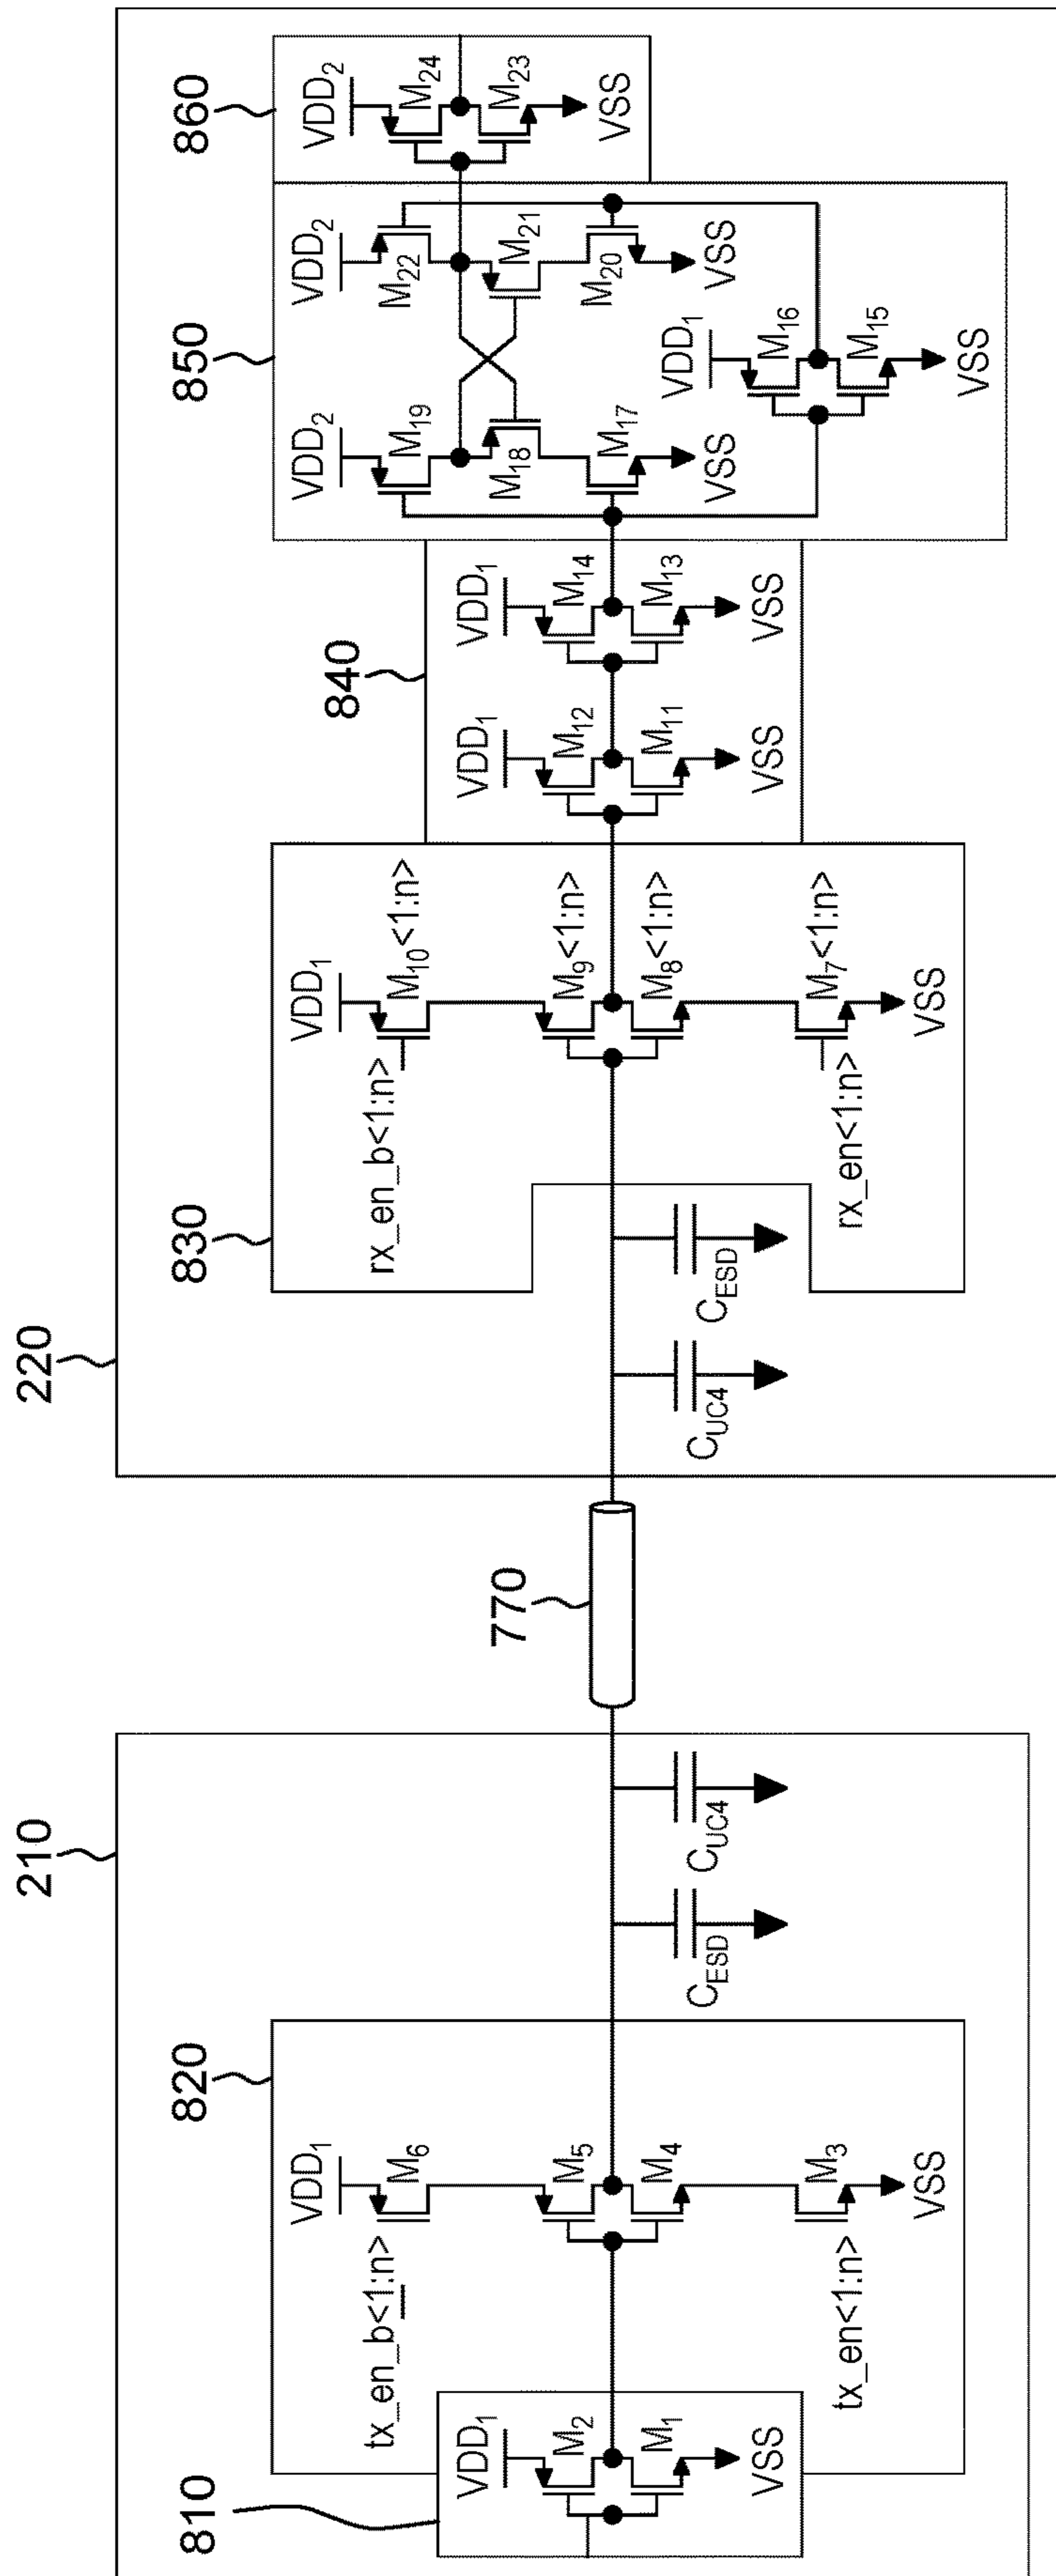 210
810
VDD1
M2
M1
VSS
820
VDD1
tx_en_b<1:n>
M6
M5
M4
M3
tx_en<1:n>
VSS
CESD
CUC4
770
220
CUC4
CESD
830
VDD1
rx_en_b<1:n>
M10<1:n>
M9<1:n>
M8<1:n>
M7<1:n>
rx_en<1:n>
VSS
840
VDD1
M12
M11
VSS
VDD1
M14
M13
VSS
850
VDD2
M19
M18
M17
VSS
VDD2
M22
M21
M20
VSS
VDD1
M16
M15
VSS
860
VDD2
M24
M23
VSS